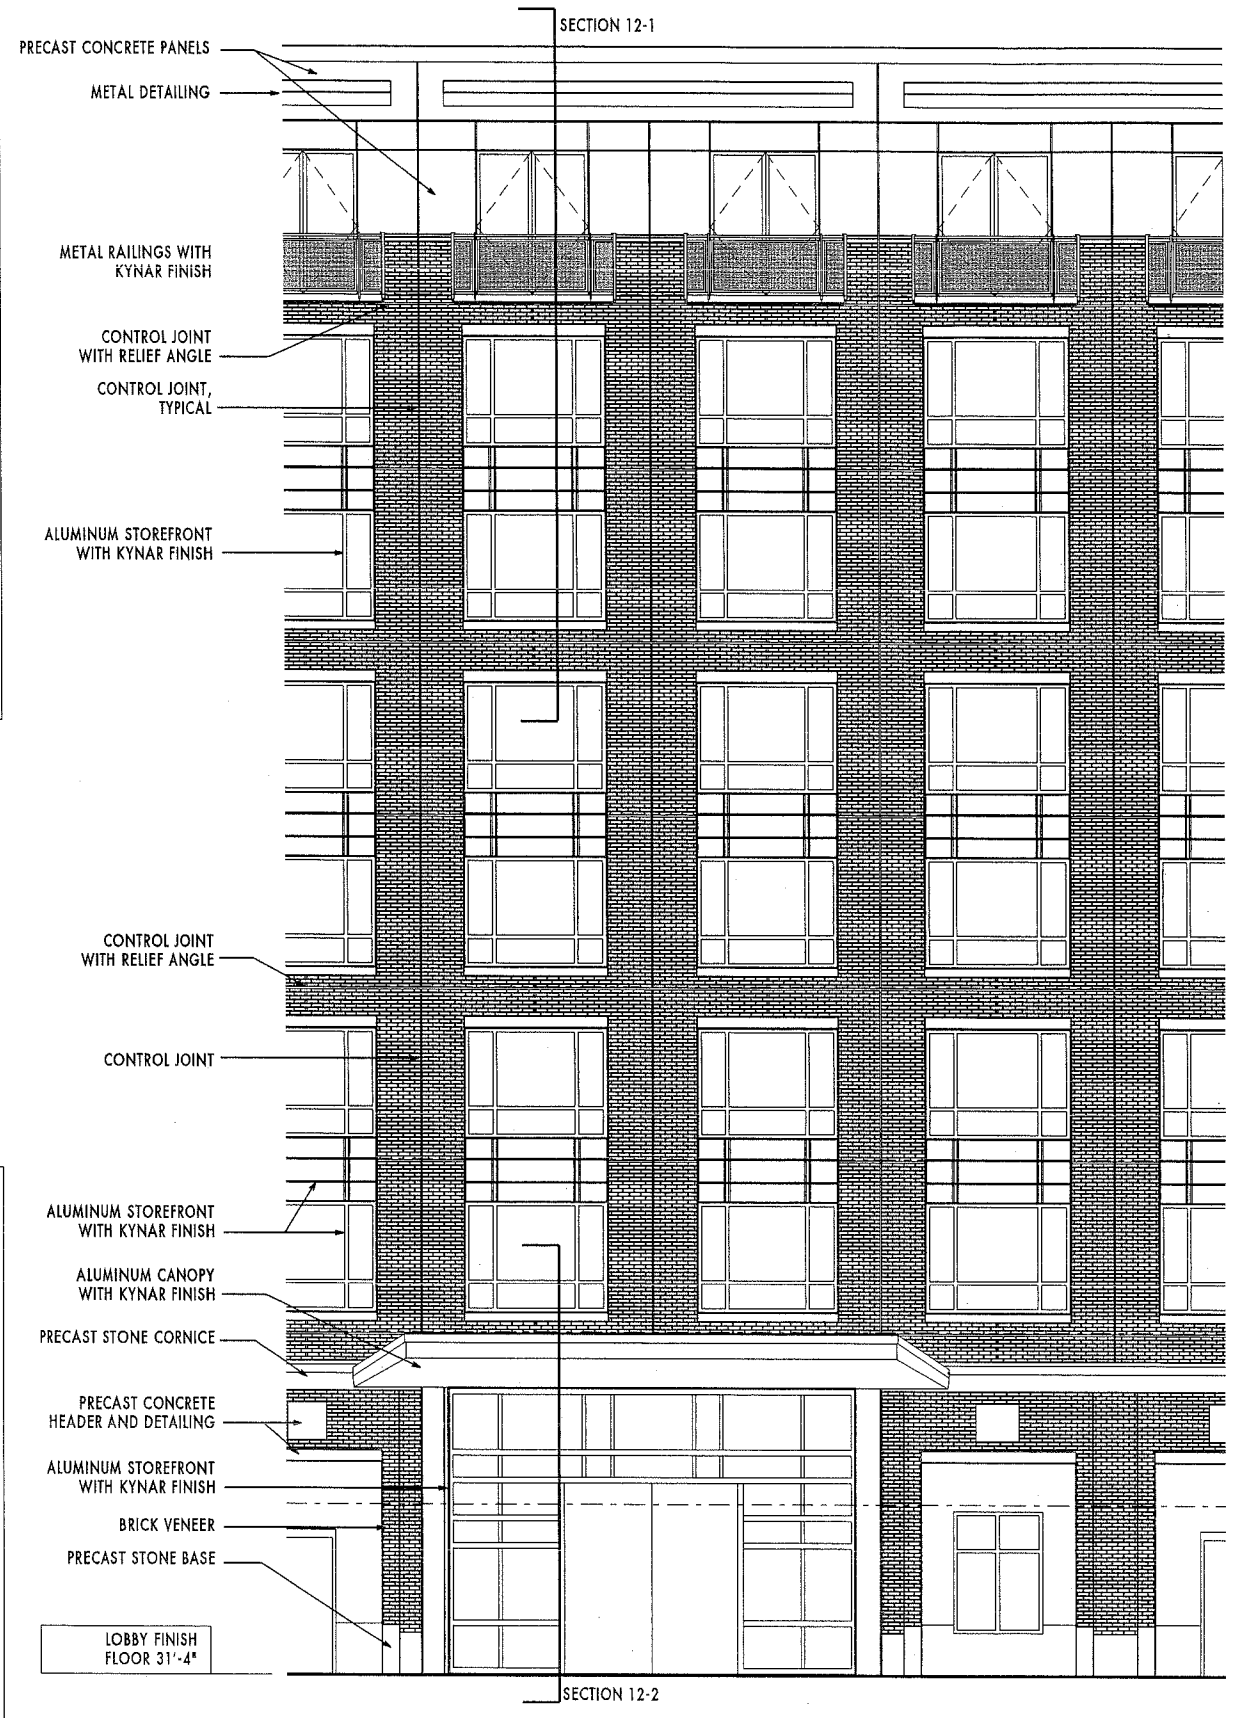 SECTION 12-1
PRECAST CONCRETE PANELS
METAL DETAILING
METAL RAILINGS WITH
KYNAR FINISH
CONTROL JOINT
WITH RELIEF ANGLE
CONTROL JOINT,
TYPICAL
ALUMINUM STOREFRONT
WITH KYNAR FINISH
CONTROL JOINT
WITH RELIEF ANGLE
CONTROL JOINT
ALUMINUM STOREFRONT
WITH KYNAR FINISH
ALUMINUM CANOPY
WITH KYNAR FINISH
PRECAST STONE CORNICE
PRECAST CONCRETE
HEADER AND DETAILING
ALUMINUM STOREFRONT
WITH KYNAR FINISH
BRICK VENEER
PRECAST STONE BASE
LOBBY FINISH
FLOOR 31'-4"
SECTION 12-2